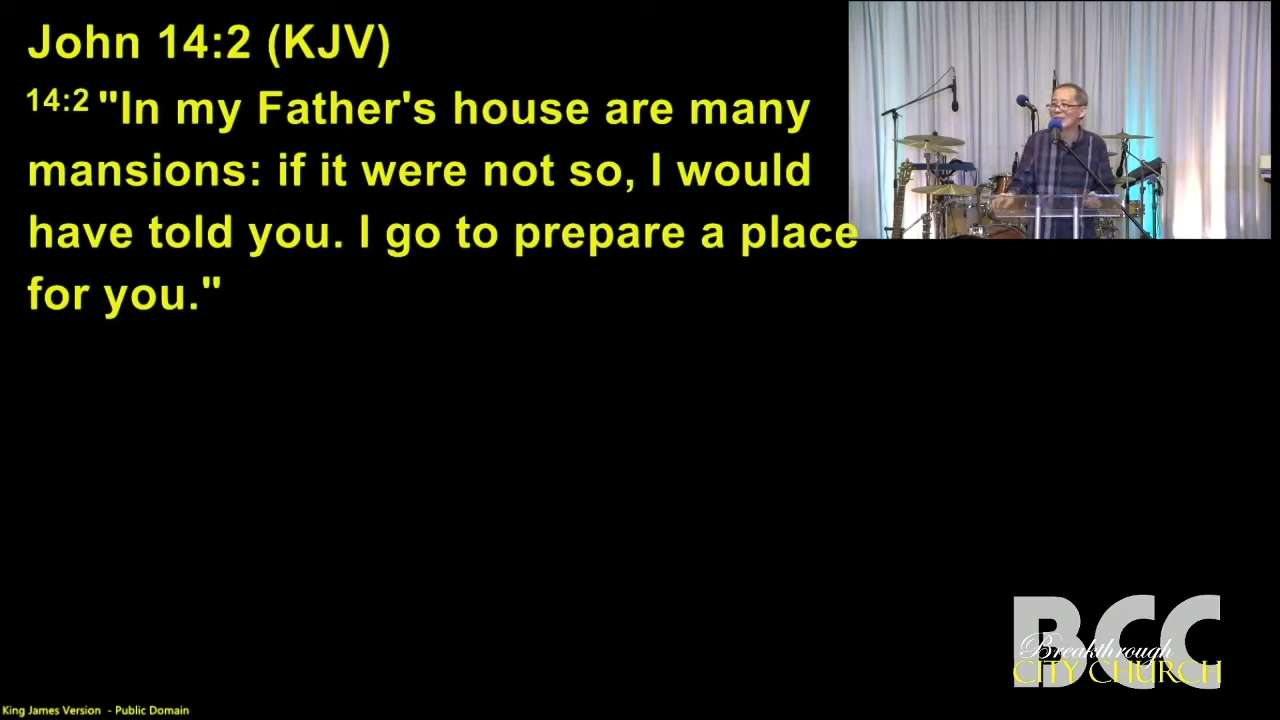 John 14:2 (KJV)
14:2 "In my Father's house are many
mansions: if it were not so, I would
have told you. I go to prepare a place
for you."
BCC
Breakthrough
CITY CHURCH
King James Version - Public Domain